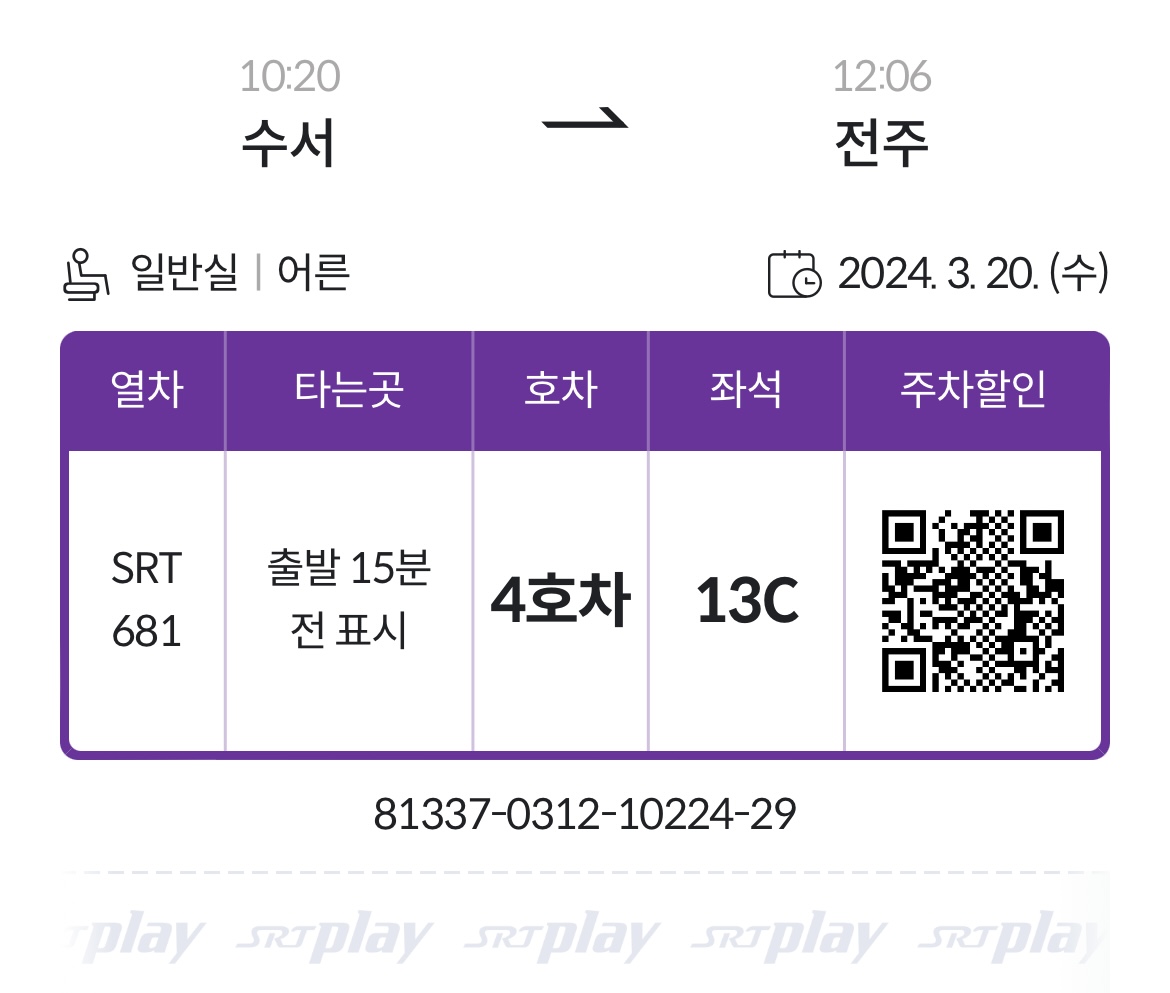 10:20 12:06
수서 전주
일반실 | 어른 2024. 3. 20. (수)
열차 타는곳 호차 좌석 주차할인
SRT 681 출발 15분 전 표시 4호차 13C
81337-0312-10224-29
play SRTplay SRTplay SRTplay SRTplay